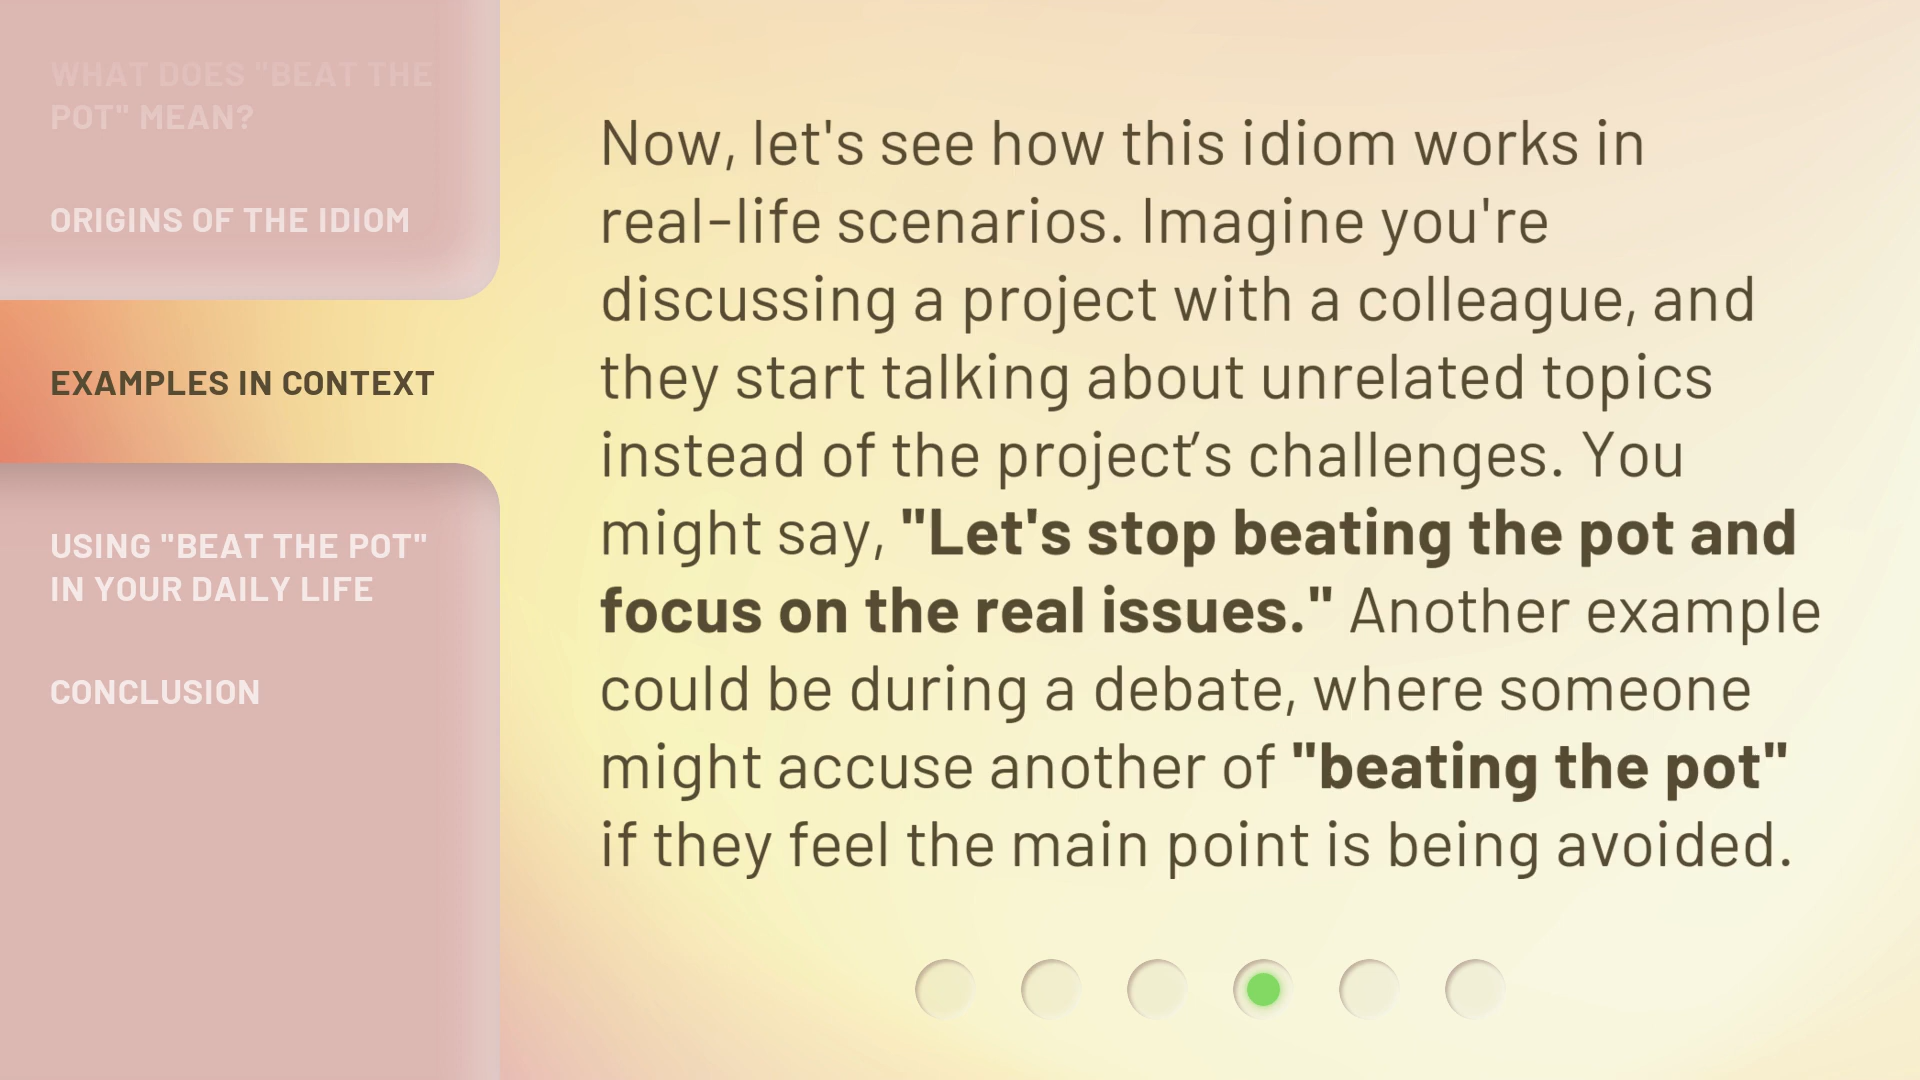 WHAT DOES "BEAT THE
POT" MEAN?
ORIGINS OF THE IDIOM
EXAMPLES IN CONTEXT
USING "BEAT THE POT"
IN YOUR DAILY LIFE
CONCLUSION
Now, let's see how this idiom works in
real-life scenarios. Imagine you're
discussing a project with a colleague, and
they start talking about unrelated topics
instead of the project’s challenges. You
might say, "Let's stop beating the pot and
focus on the real issues." Another example
could be during a debate, where someone
might accuse another of "beating the pot"
if they feel the main point is being avoided.